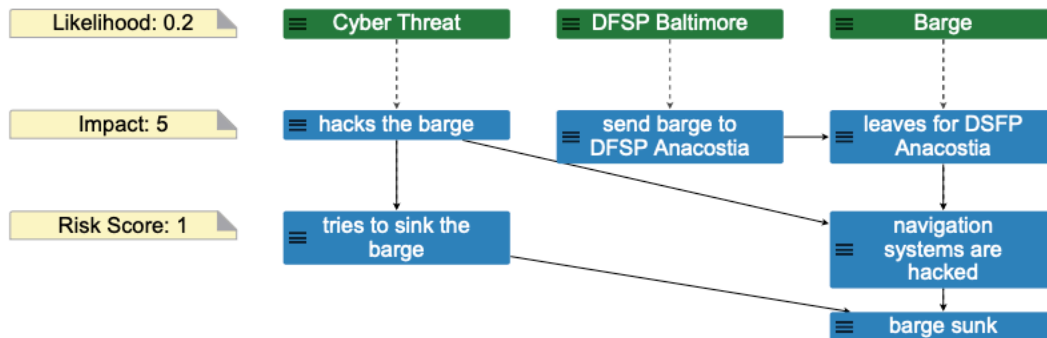 Likelihood: 0.2
Cyber Threat
DFSP Baltimore
Barge
Impact: 5
hacks the barge
send barge to
DFSP Anacostia
leaves for DSFP
Anacostia
Risk Score: 1
tries to sink the
barge
navigation
systems are
hacked
barge sunk